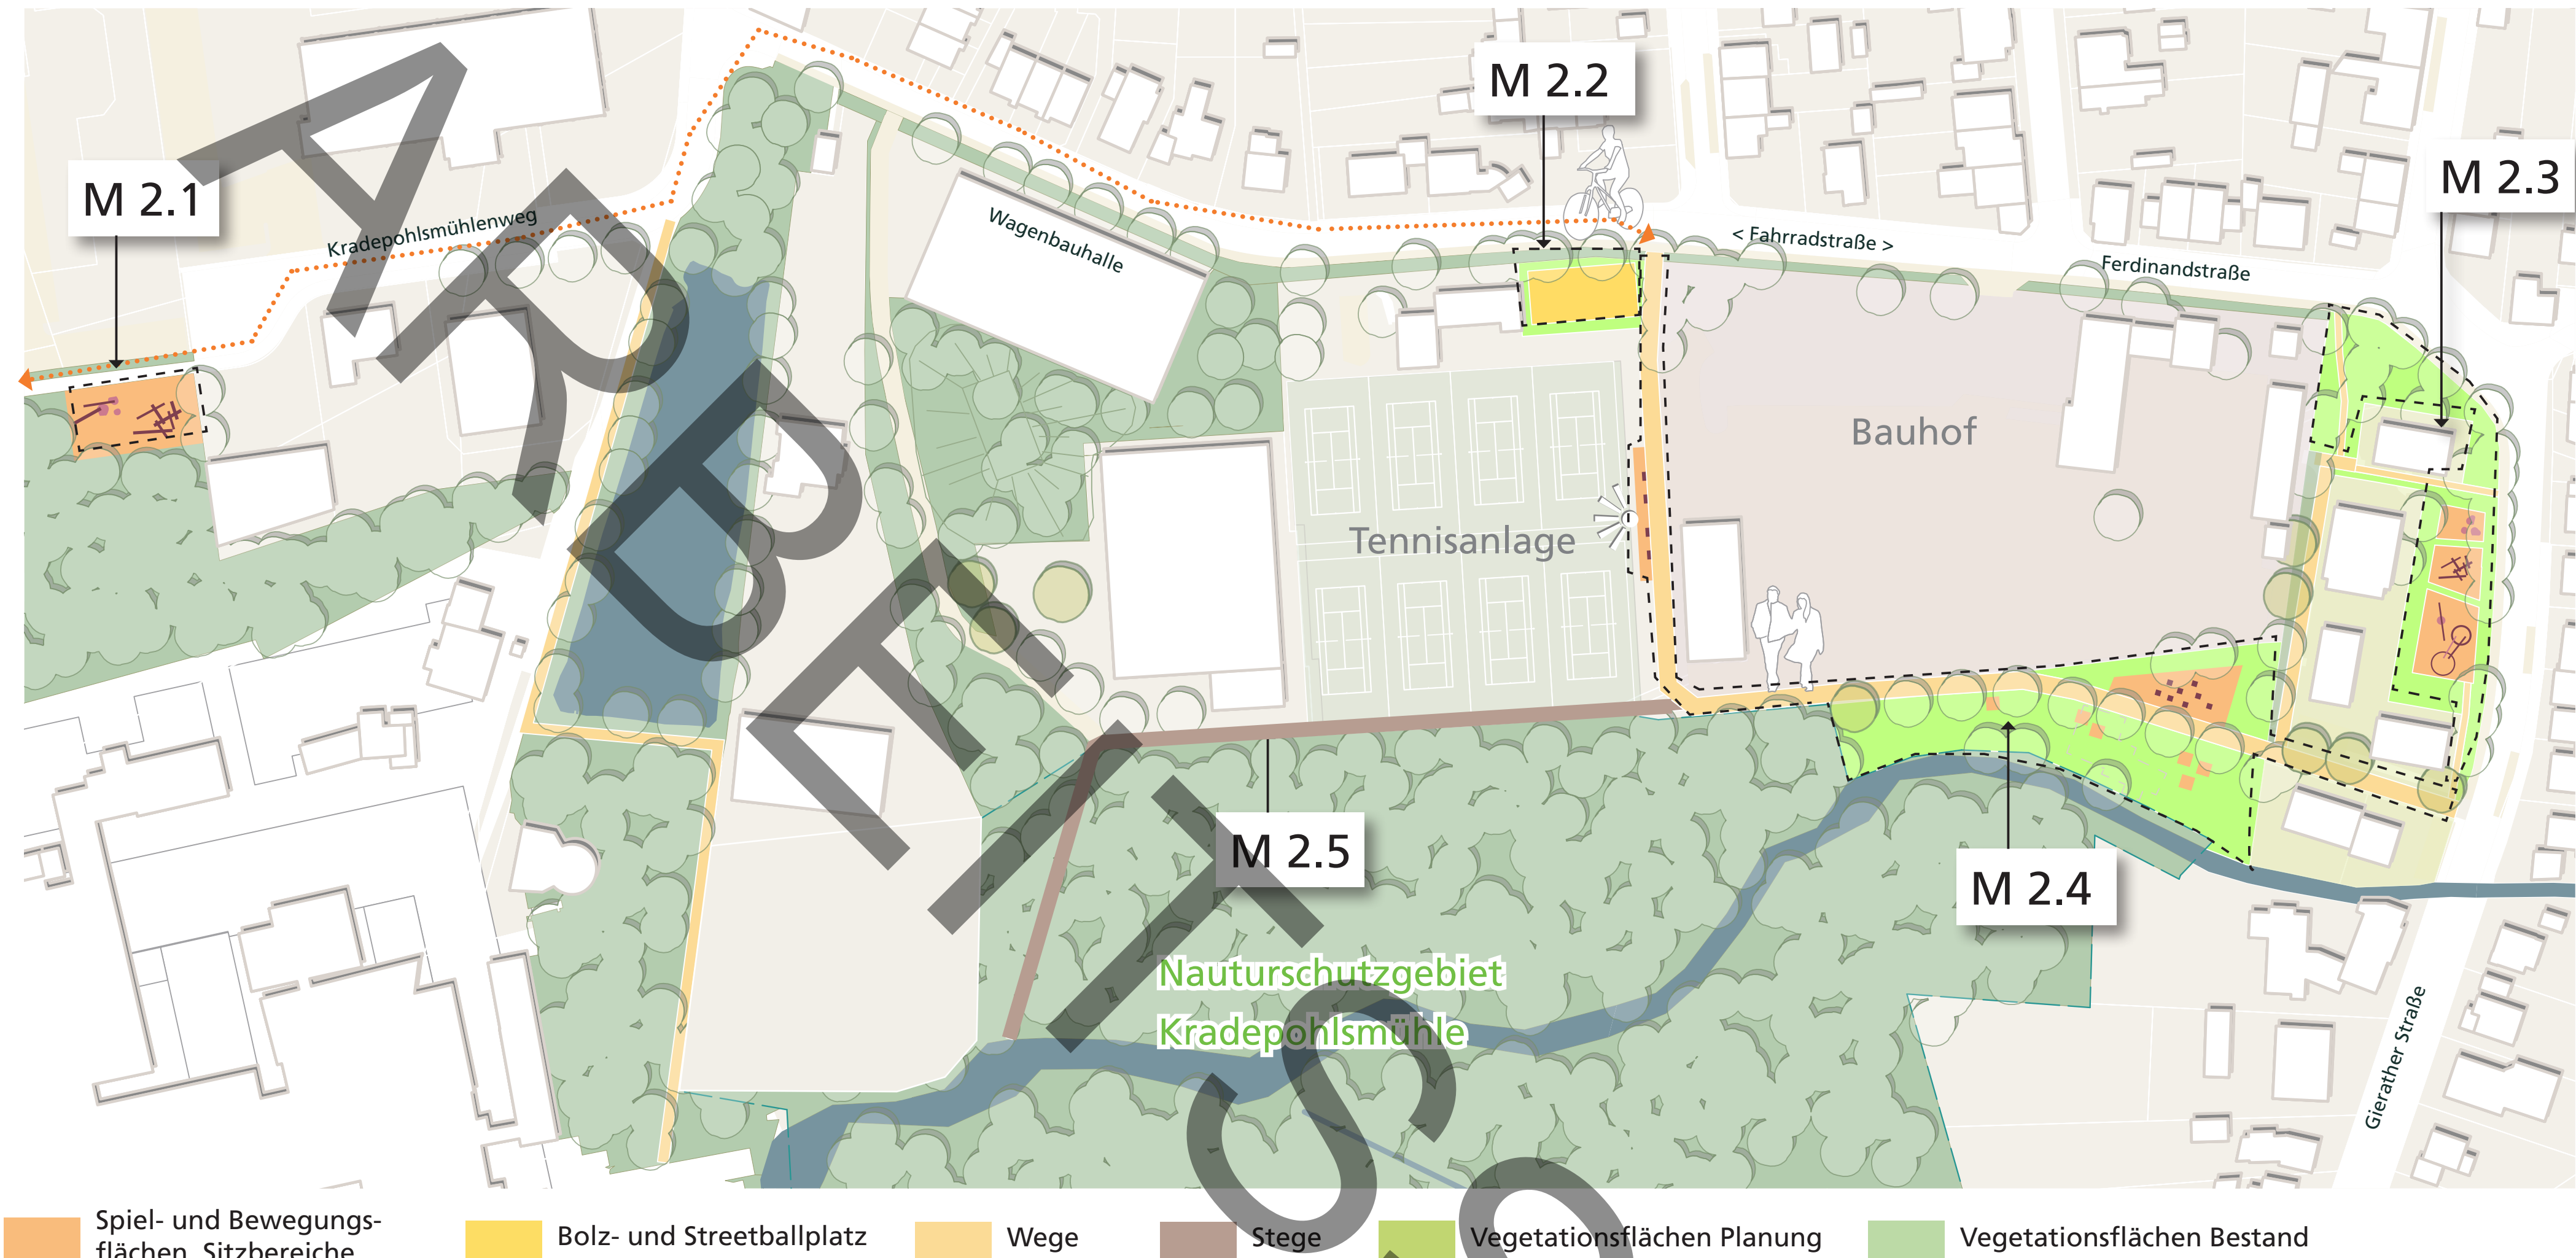 M 2.2
M 2.3
M 2.1
Kradepohlsmühlenweg
Wagenbauhalle
< Fahrradstraße >
Ferdinandstraße
Bauhof
Tennisanlage
M 2.5
M 2.4
Nauturschutzgebiet
Kradepohlsmühle
Gierather Straße
ARBEITSS
Spiel- und Bewegungs-
flächen, Sitzbereiche
Bolz- und Streetballplatz
Wege
Stege
Vegetationsflächen Planung
Vegetationsflächen Bestand